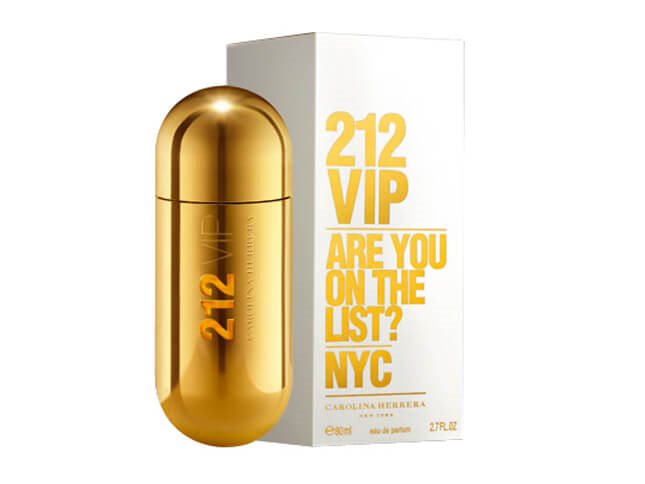 212 VIP
CAROLINA HERRERA
212
VIP
ARE YOU
ON THE
LIST?
NYC
CAROLINA HERRERA
NEW YORK
℮80ml eau de parfum 2.7FL.OZ